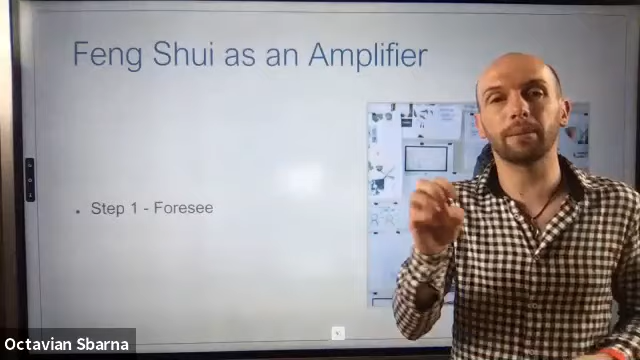 Feng Shui as an Amplifier
• Step 1 - Foresee
Octavian Sbarna